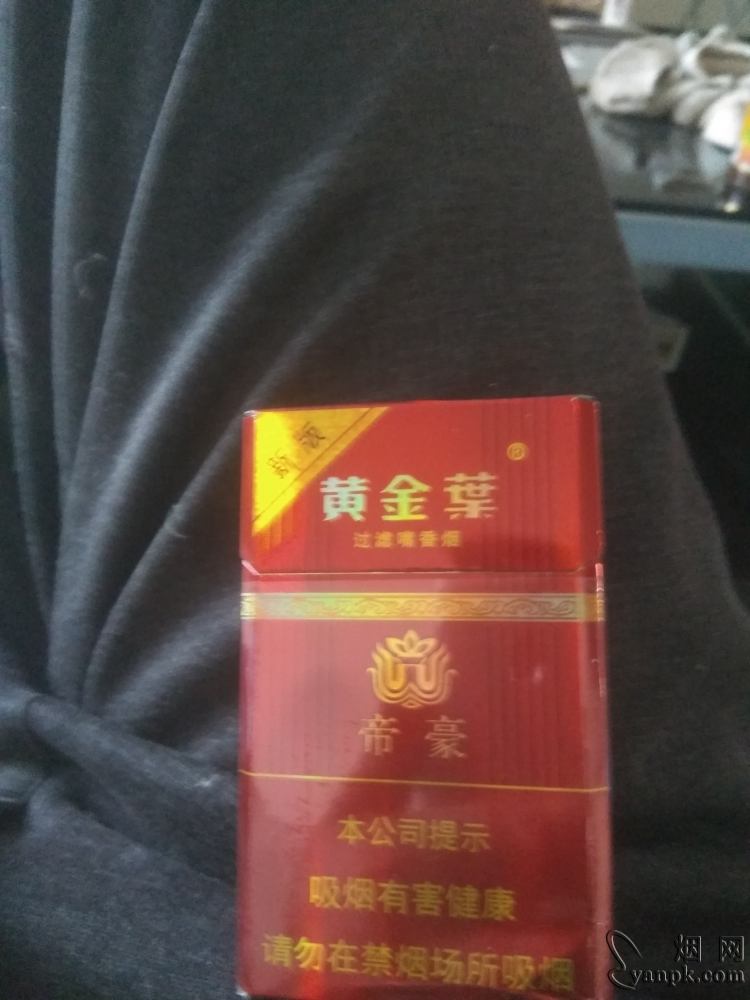 新版
黄金葉®
过滤嘴香烟
帝豪
本公司提示
吸烟有害健康
请勿在禁烟场所吸烟
烟网
yanpk.com